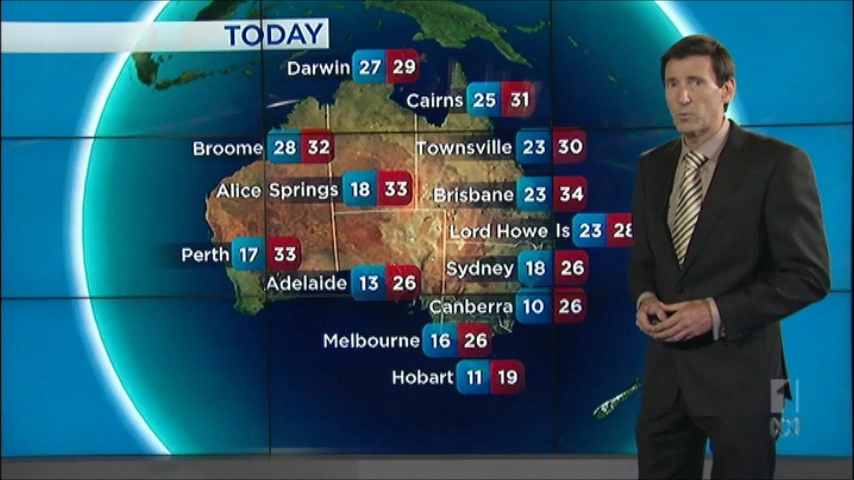 TODAY
Darwin 27 29
Cairns 25 31
Broome 28 32
Townsville 23 30
Alice Springs 18 33
Brisbane 23 34
Lord Howe Is 23 28
Perth 17 33
Sydney 18 26
Adelaide 13 26
Canberra 10 26
Melbourne 16 26
Hobart 11 19
1
abc